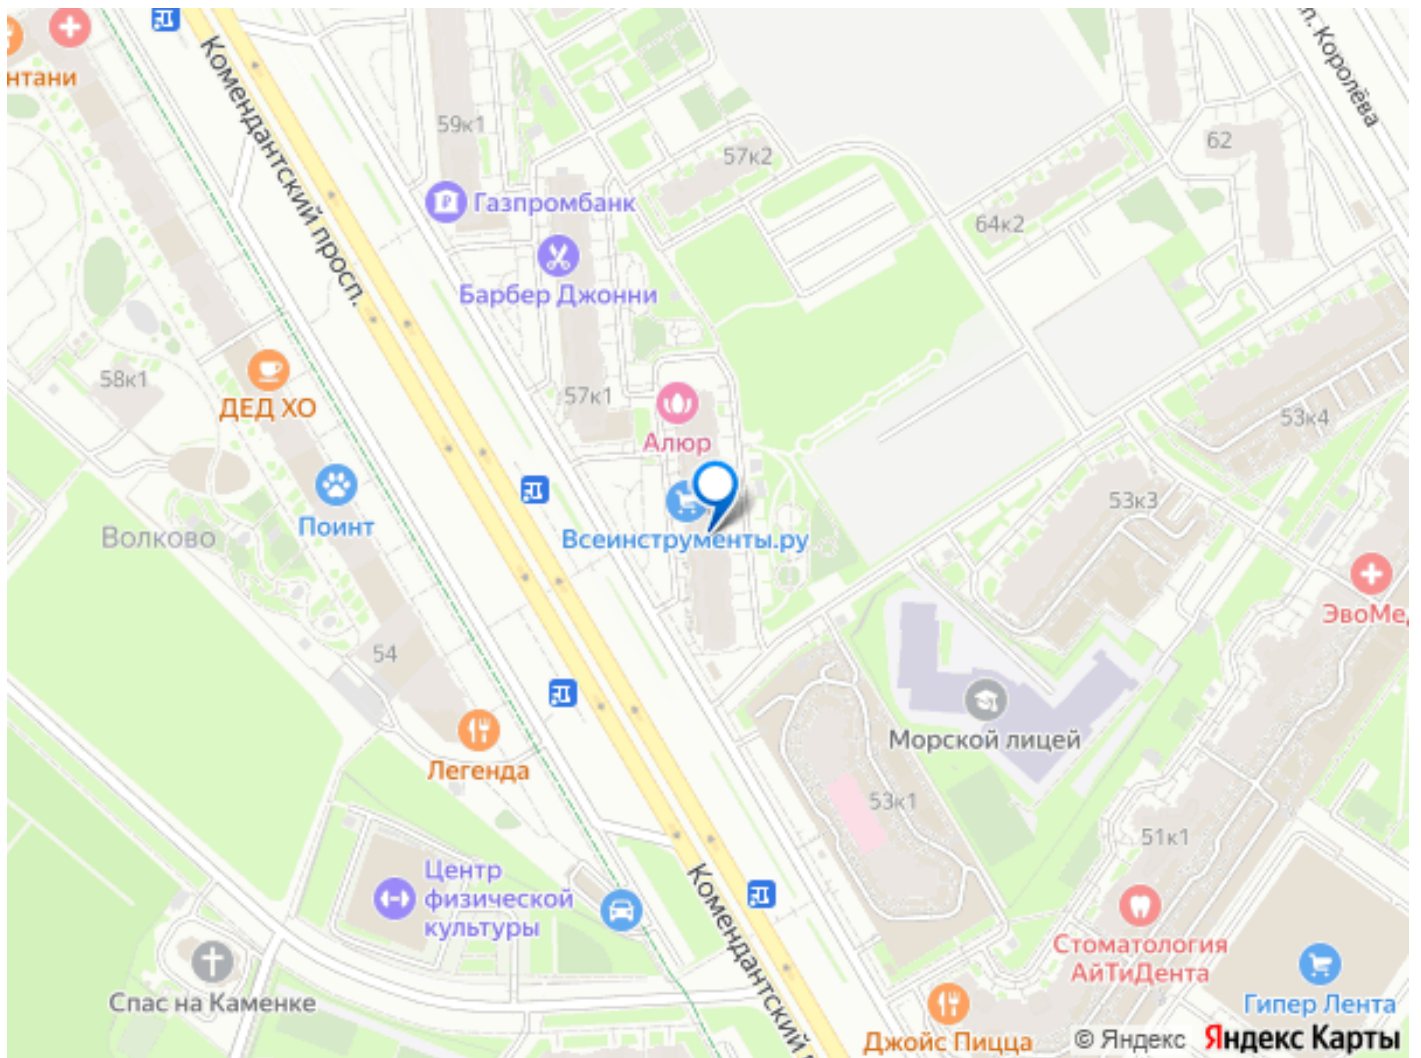 нтани
Комендантский просп.
59к1
57к2
62
Королёва
Газпромбанк
64к2
Барбер Джонни
58к1
ДЕД ХО
57к1
Алюр
53к4
Поинт
Волково
Всеинструменты.ру
53к3
ЭвоМед
54
Морской лицей
Легенда
53к1
51к1
Центр
физической
культуры
Комендантский
Стоматология
АйТиДента
Спас на Каменке
Гипер Лента
Джойс Пицца
© Яндекс Яндекс Карты